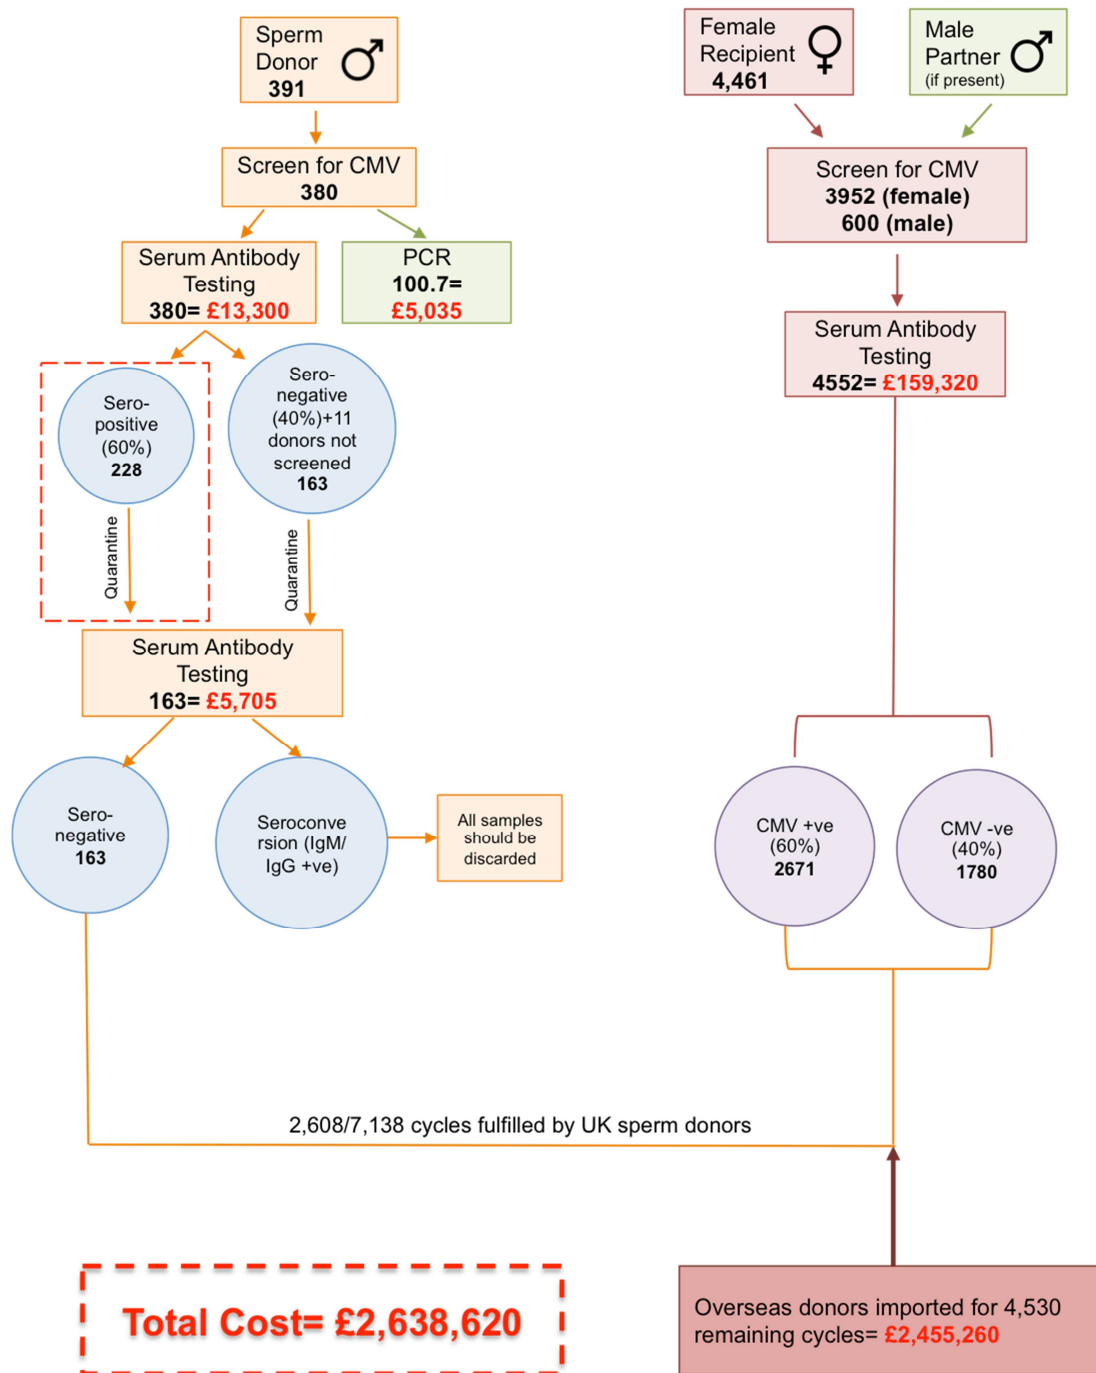 Sperm
Donor
391
Screen for CMV
380
Serum Antibody
Testing
380= £13,300
PCR
100.7=
£5,035
Sero-
positive
(60%)
228
Sero-
negative
(40%)+11
donors not
screened
163
Quarantine
Quarantine
Serum Antibody
Testing
163= £5,705
Sero-
negative
163
Seroconve
rsion (IgM/
IgG +ve)
All samples
should be
discarded
Female
Recipient
4,461
Male
Partner
(if present)
Screen for CMV
3952 (female)
600 (male)
Serum Antibody
Testing
4552= £159,320
CMV +ve
(60%)
2671
CMV -ve
(40%)
1780
2,608/7,138 cycles fulfilled by UK sperm donors
Total Cost= £2,638,620
Overseas donors imported for 4,530
remaining cycles= £2,455,260